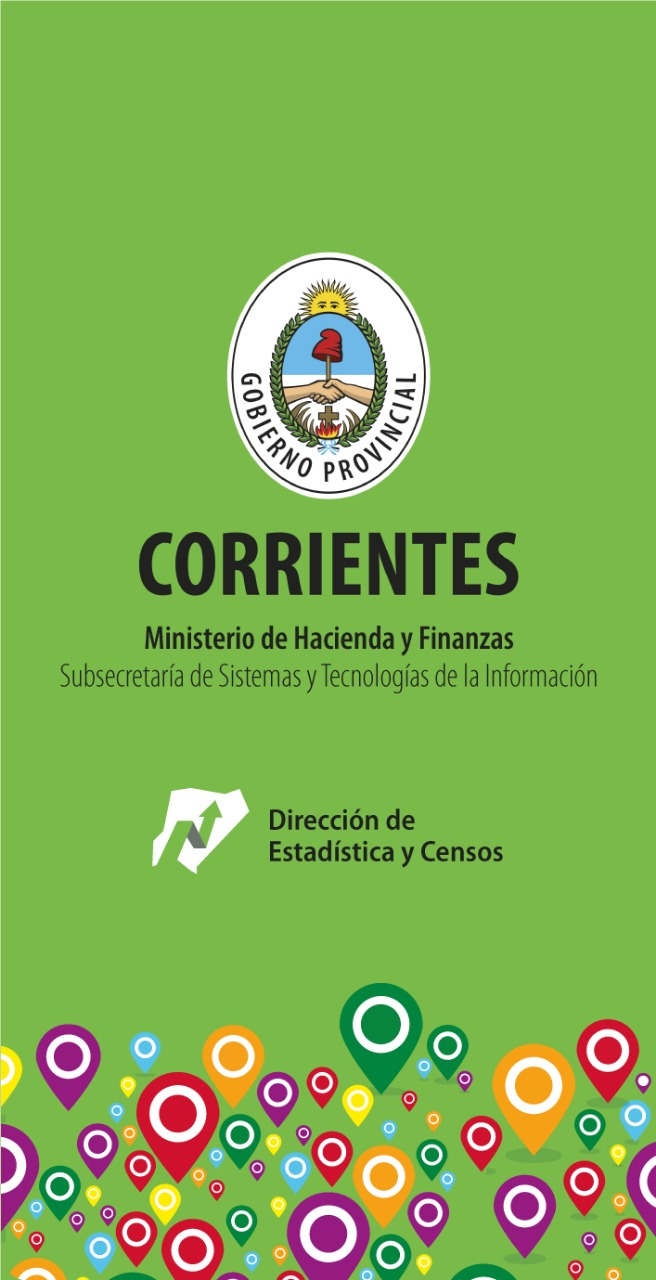 GOBIERNO PROVINCIAL
CORRIENTES
Ministerio de Hacienda y Finanzas
Subsecretaría de Sistemas y Tecnologías de la Información
Dirección de
Estadística y Censos